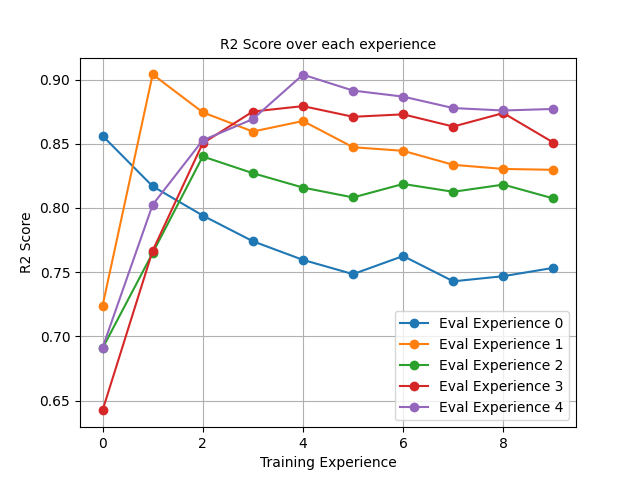 R2 Score over each experience
R2 Score
0.90
0.85
0.80
0.75
0.70
0.65
0
2
4
6
8
Training Experience
Eval Experience 0
Eval Experience 1
Eval Experience 2
Eval Experience 3
Eval Experience 4